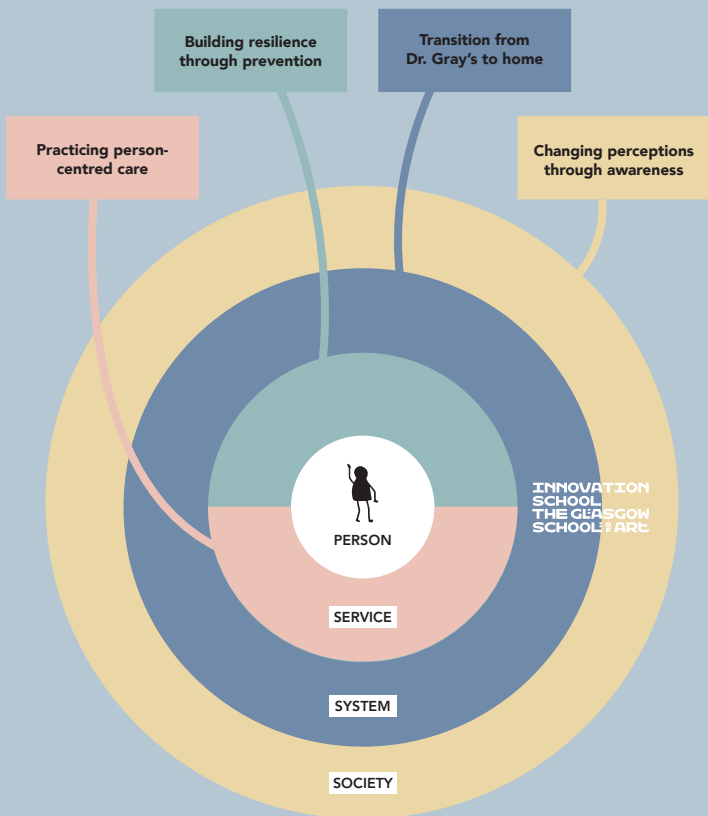 Building resilience
through prevention
Transition from
Dr. Gray's to home
Practicing person-
centred care
Changing perceptions
through awareness
INNOVATION
SCHOOL
THE GLASGOW
SCHOOL OF ART
PERSON
SERVICE
SYSTEM
SOCIETY